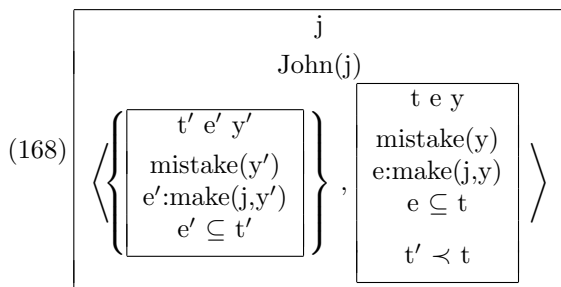 j
John(j)
t e y
t′ e′ y′
mistake(y)
mistake(y′)
(168) ⟨ { } , ⟩
e:make(j,y)
e′:make(j,y′)
e ⊆ t
e′ ⊆ t′
t′ ≺ t